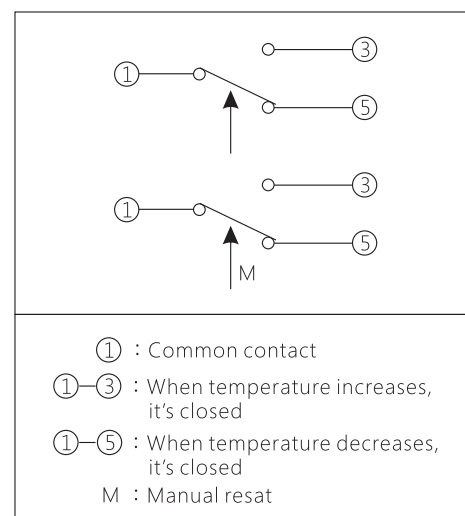 ① ③
⑤
① ③
⑤
M
① : Common contact
①–③ : When temperature increases,
it's closed
①–⑤ : When temperature decreases,
it's closed
M : Manual resat